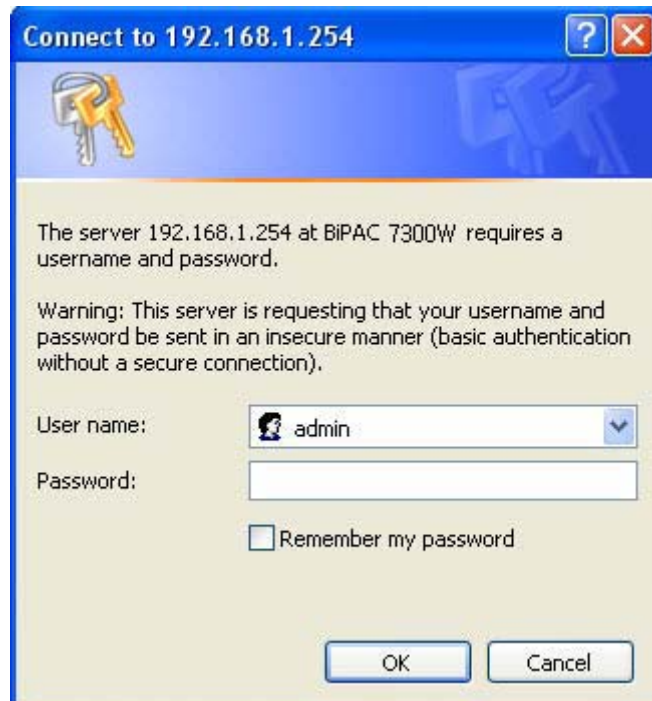 Connect to 192.168.1.254
The server 192.168.1.254 at BiPAC 7300W requires a
username and password.
Warning: This server is requesting that your username and
password be sent in an insecure manner (basic authentication
without a secure connection).
User name:
admin
Password:
Remember my password
OK
Cancel